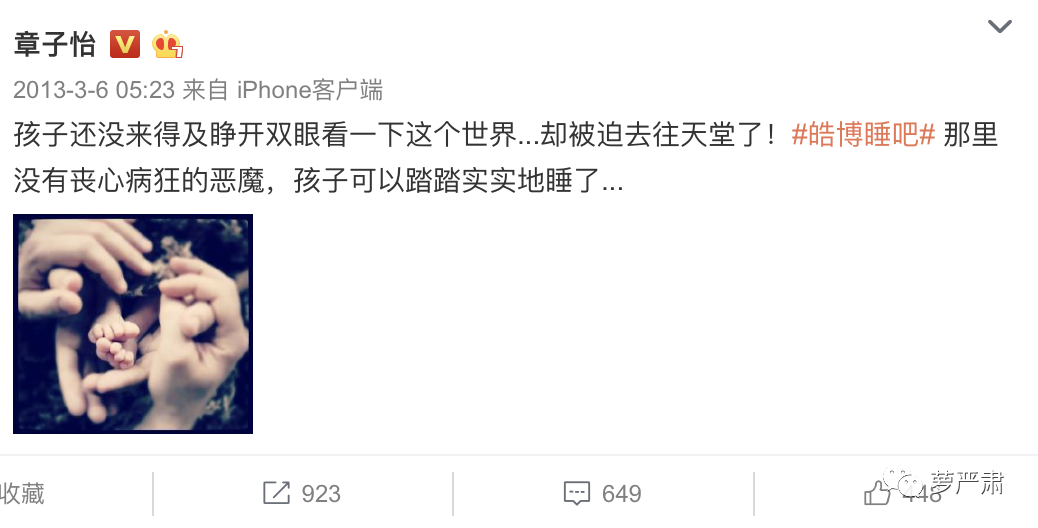 章子怡
2013-3-6 05:23 来自 iPhone客户端
孩子还没来得及睁开双眼看一下这个世界...却被迫去往天堂了！#皓博睡吧# 那里
没有丧心病狂的恶魔，孩子可以踏踏实实地睡了...
收藏
923
649
448
萝严肃